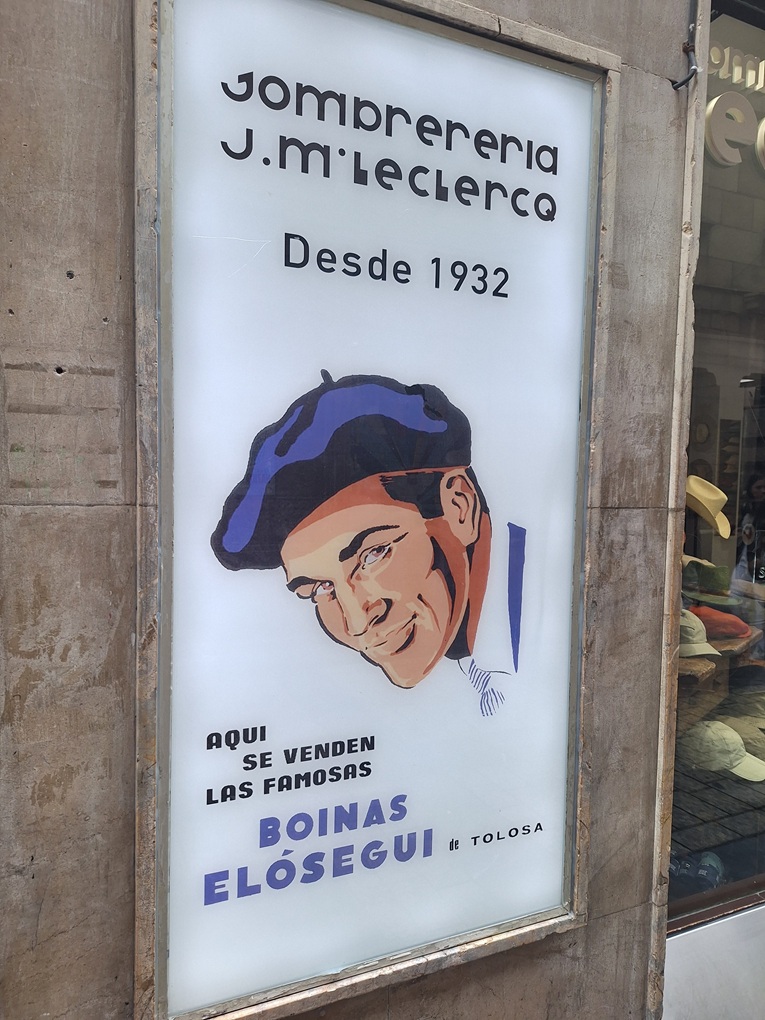 Sombrereria
J.Mª Leclercq
Desde 1932
AQUI
SE VENDEN
LAS FAMOSAS
BOINAS
ELÓSEGUI de TOLOSA